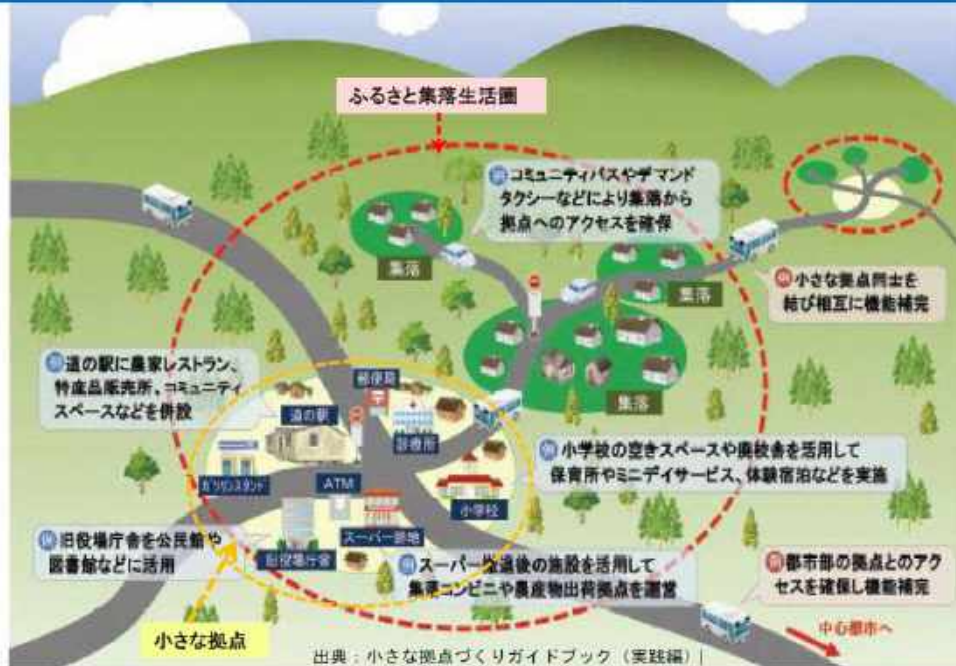 ふるさと集落生活圏
例 コミュニティバスやデマンド
タクシーなどにより集落から
拠点へのアクセスを確保
集落
集落
例 小さな拠点同士を
結び相互に機能補完
例 道の駅に農家レストラン、
特産品販売所、コミュニティ
スペースなどを併設
郵便局
道の駅
診療所
集落
例 小学校の空きスペースや廃校舎を活用して
保育所やミニデイサービス、体験宿泊などを実施
ガソリンスタンド
ATM
小学校
スーパー跡地
旧役場庁舎
例 旧役場庁舎を公民館や
図書館などに活用
例 スーパー撤退後の施設を活用して
集落コンビニや農産物出荷拠点を運営
例 都市部の拠点とのアク
セスを確保し機能補完
小さな拠点
中心都市へ
出典：小さな拠点づくりガイドブック（実践編）